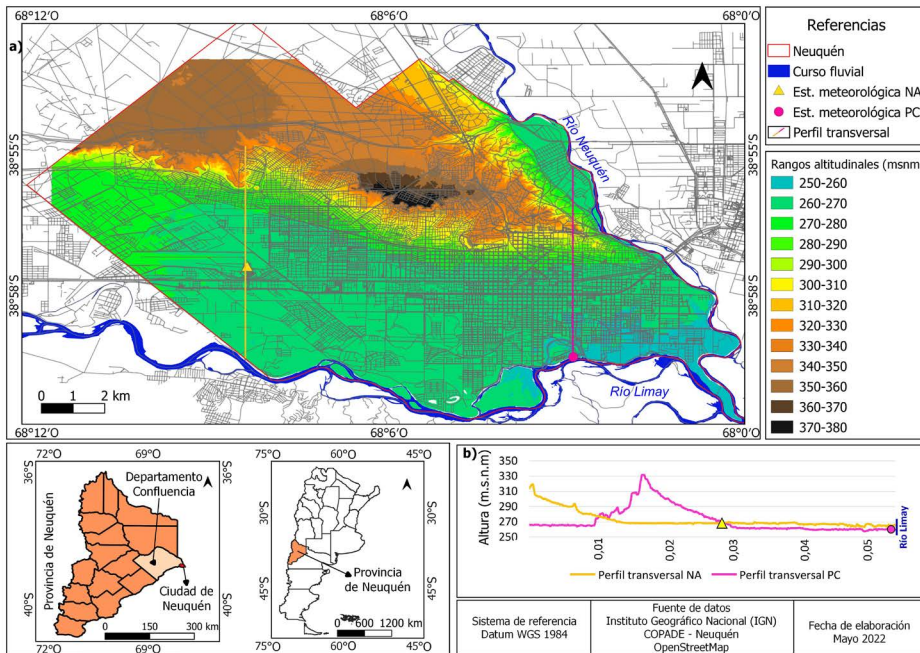 68°12'O
68°6'O
68°0'O
a)
38°55'S
38°55'S
38°58'S
38°58'S
Río Neuquén
Río Limay
0 1 2 km
68°12'O
68°6'O
68°0'O
Referencias
Neuquén
Curso fluvial
Est. meteorológica NA
Est. meteorológica PC
Perfil transversal
Rangos altitudinales (msnm)
250-260
260-270
270-280
280-290
290-300
300-310
310-320
320-330
330-340
340-350
350-360
360-370
370-380
72°O
69°O
36°S
40°S
Provincia de Neuquén
Departamento
Confluencia
Ciudad de
Neuquén
0 150 300 km
72°O
69°O
36°S
40°S
75°O
60°O
30°S
45°S
30°S
45°S
Provincia
de Neuquén
0 600 1200 km
75°O
60°O
b)
Altura (m.s.n.m)
350
330
310
290
270
250
0,01
0,02
0,03
0,04
0,05
Río Limay
Perfil transversal NA
Perfil transversal PC
Sistema de referencia
Datum WGS 1984
Fuente de datos
Instituto Geográfico Nacional (IGN)
COPADE - Neuquén
OpenStreetMap
Fecha de elaboración
Mayo 2022